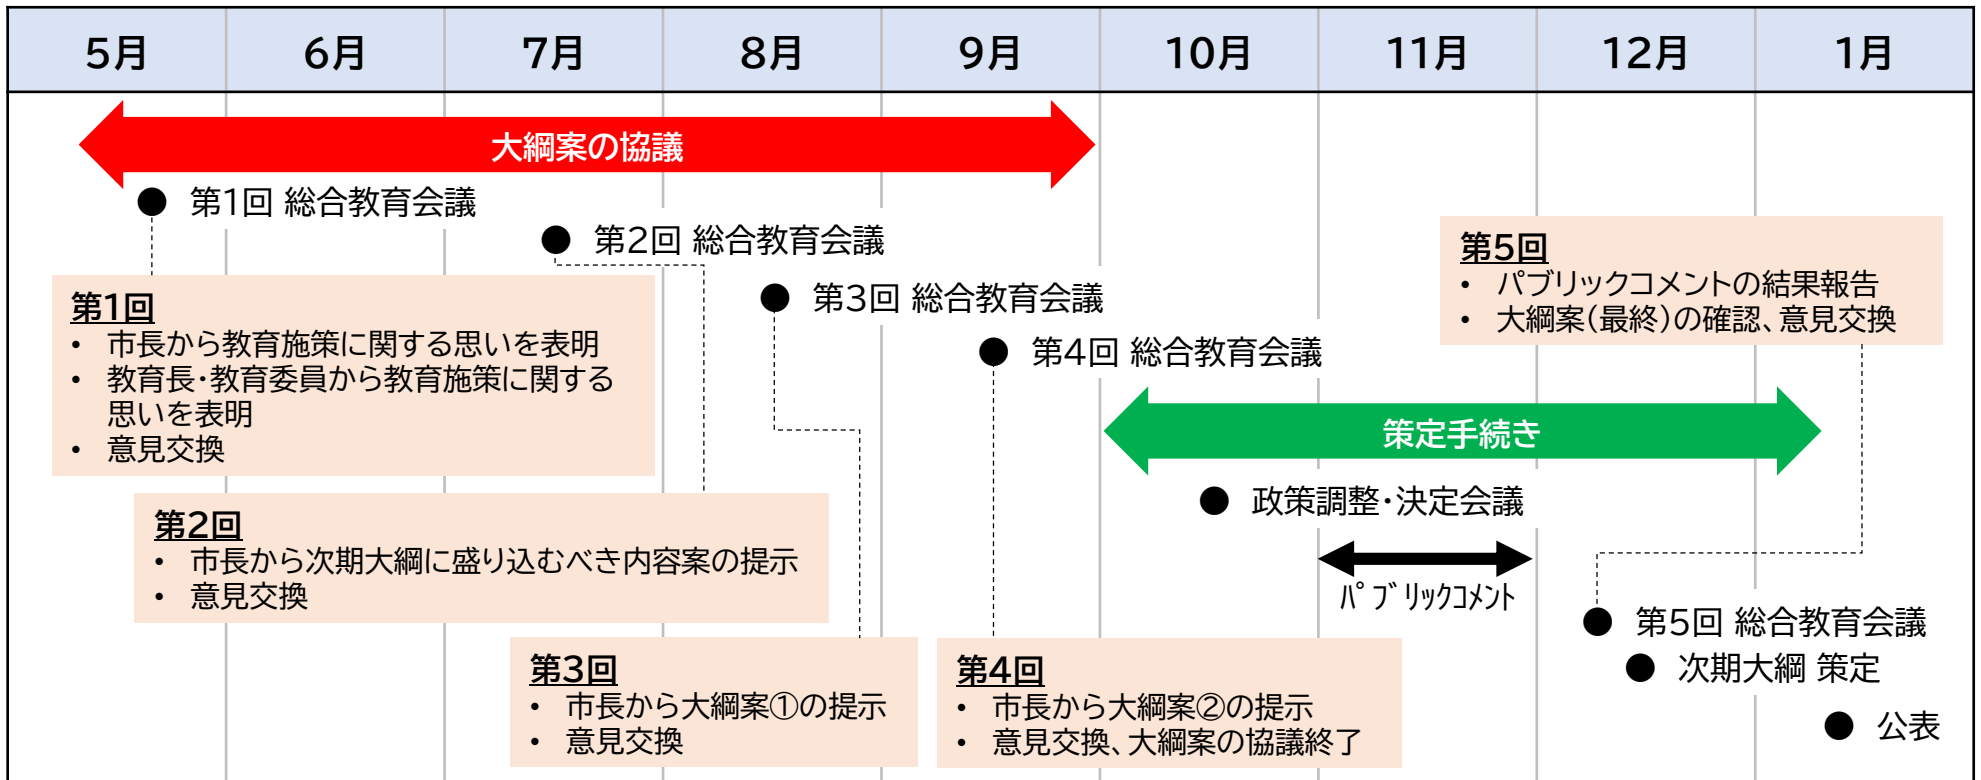 5月 6月 7月 8月 9月 10月 11月 12月 1月
大綱案の協議
● 第1回 総合教育会議
● 第2回 総合教育会議
● 第3回 総合教育会議
● 第4回 総合教育会議
第1回
• 市長から教育施策に関する思いを表明
• 教育長・教育委員から教育施策に関する
思いを表明
• 意見交換
第2回
• 市長から次期大綱に盛り込むべき内容案の提示
• 意見交換
第3回
• 市長から大綱案①の提示
• 意見交換
第4回
• 市長から大綱案②の提示
• 意見交換、大綱案の協議終了
第5回
• パブリックコメントの結果報告
• 大綱案(最終)の確認、意見交換
策定手続き
● 政策調整・決定会議
ﾊﾟﾌﾞﾘｯｸｺﾒﾝﾄ
● 第5回 総合教育会議
● 次期大綱 策定
● 公表